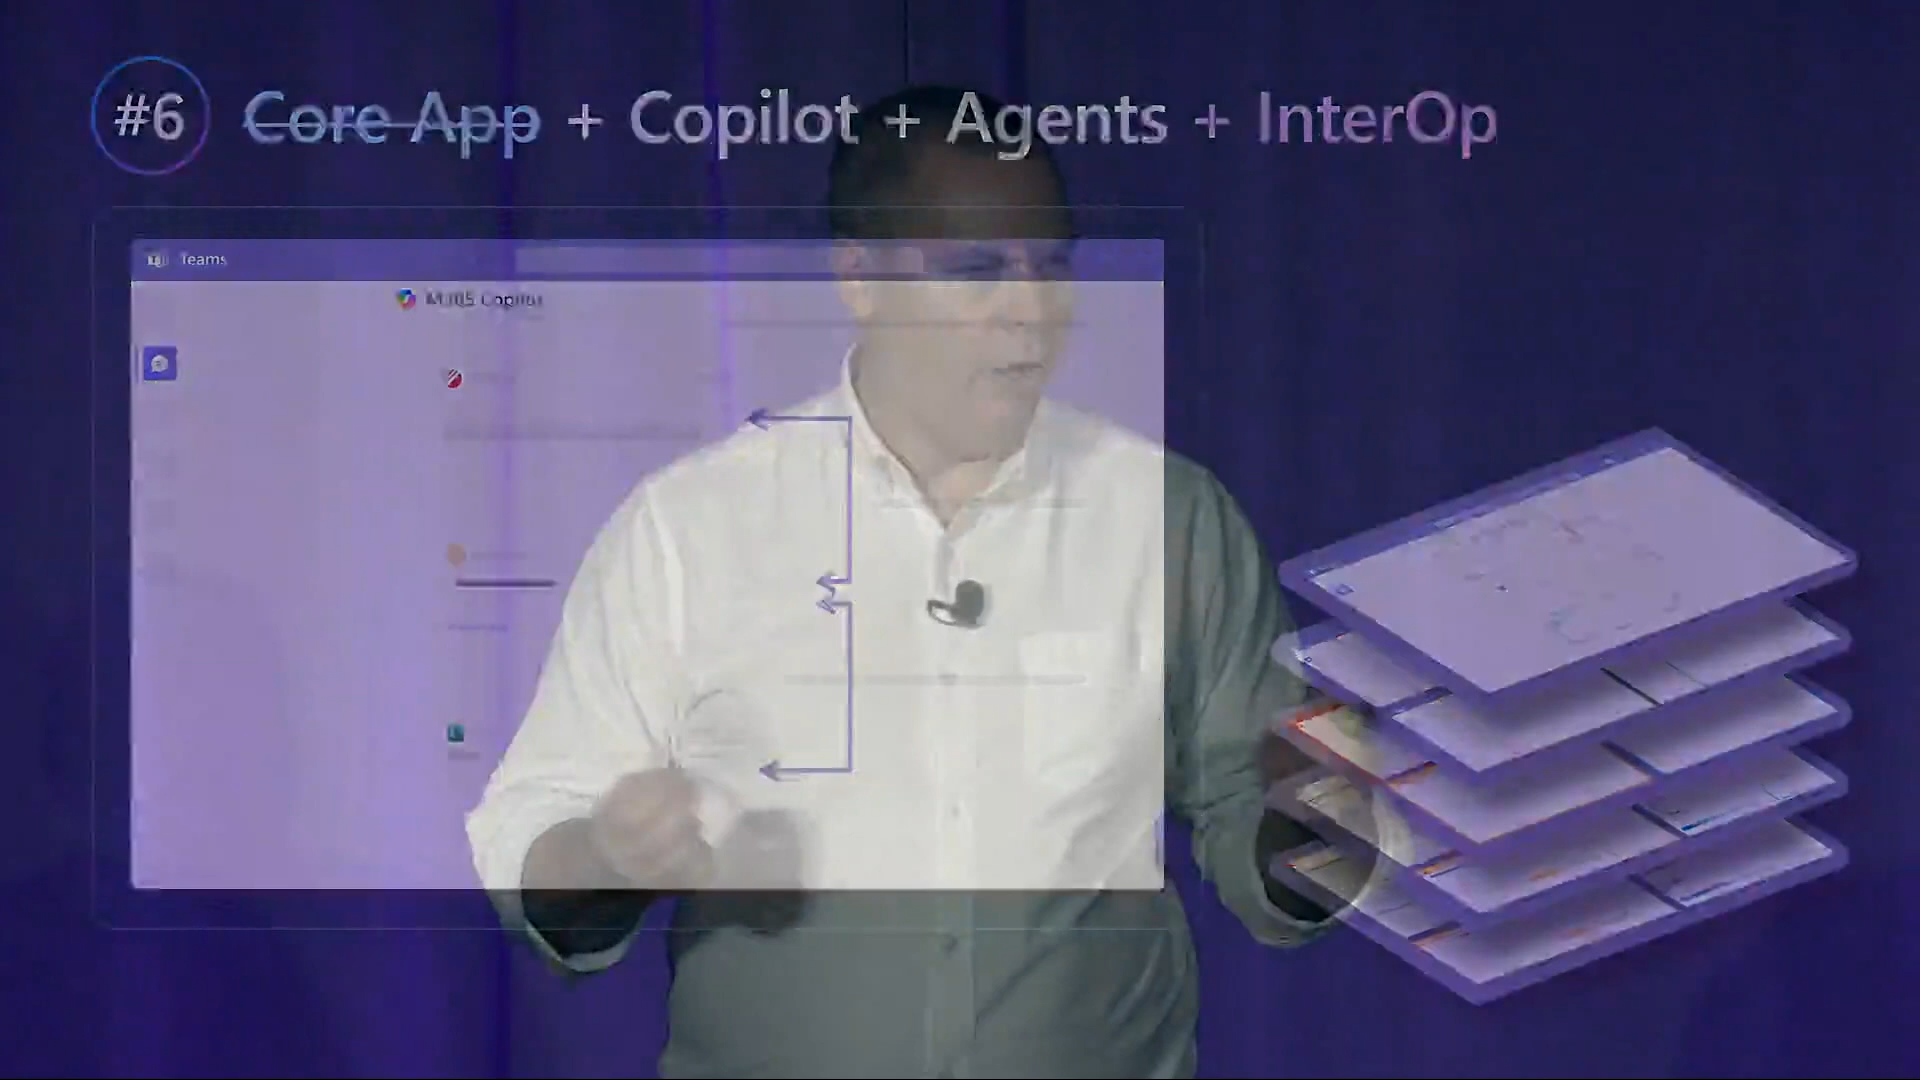 #6 Core App + Copilot + Agents + InterOp
Teams
M365 Copilot